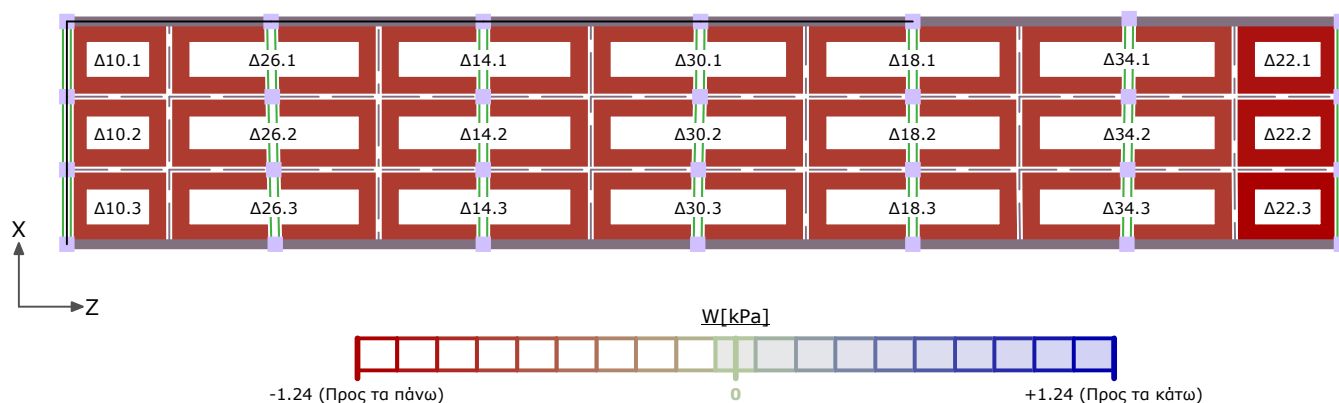 Δ10.1 Δ26.1 Δ14.1 Δ30.1 Δ18.1 Δ34.1 Δ22.1
Δ10.2 Δ26.2 Δ14.2 Δ30.2 Δ18.2 Δ34.2 Δ22.2
Δ10.3 Δ26.3 Δ14.3 Δ30.3 Δ18.3 Δ34.3 Δ22.3
X
Z
W[kPa]
-1.24 (Προς τα πάνω) 0 +1.24 (Προς τα κάτω)